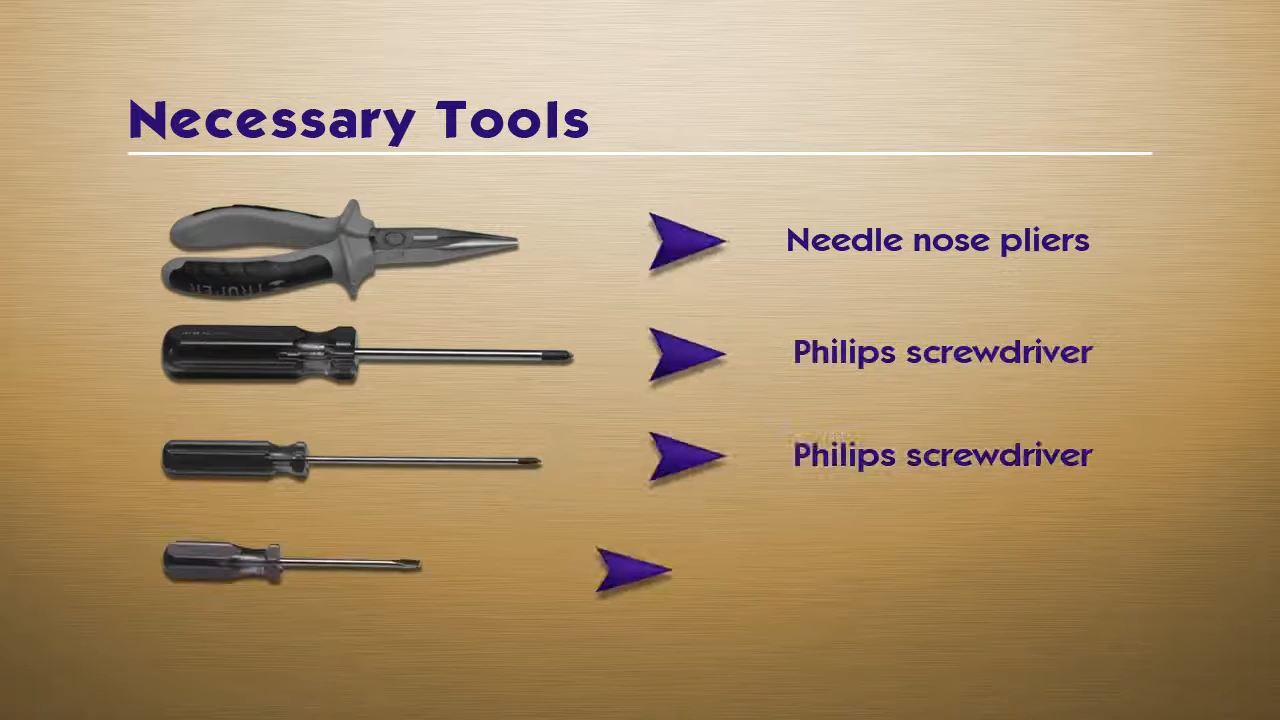 Necessary Tools
Needle nose pliers
Philips screwdriver
Philips screwdriver